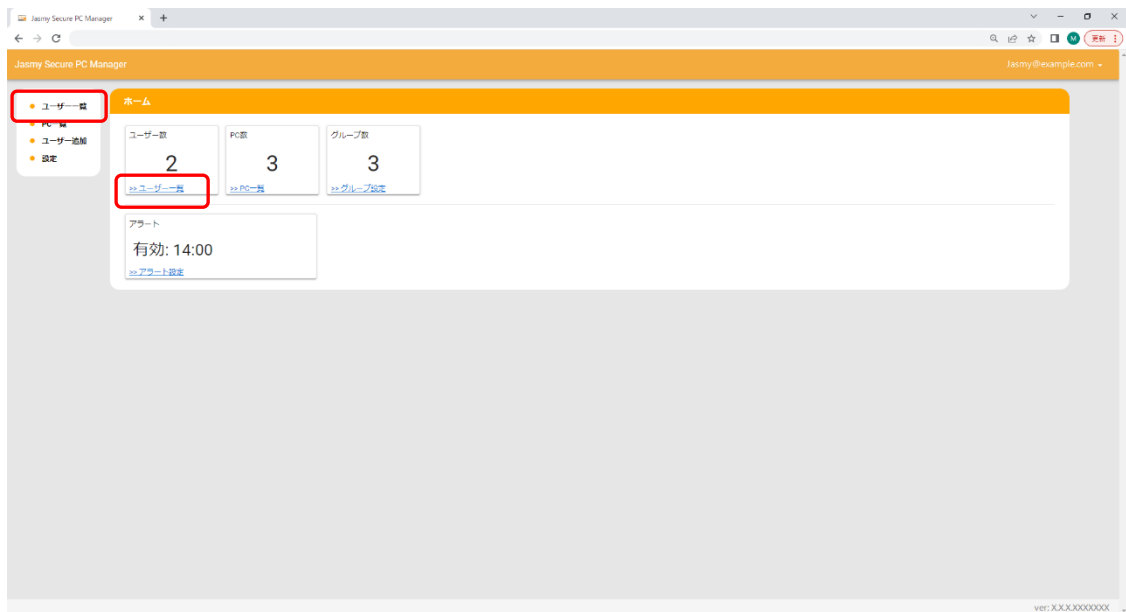 Jasmy Secure PC Manager
更新
Jasmy Secure PC Manager
Jasmy@example.com
ユーザー一覧
PC一覧
ユーザー追加
設定
ホーム
ユーザー数
2
>> ユーザー一覧
PC数
3
>> PC一覧
グループ数
3
>> グループ設定
アラート
有効: 14:00
>> アラート設定
ver: X.X.X.XXXXXXX